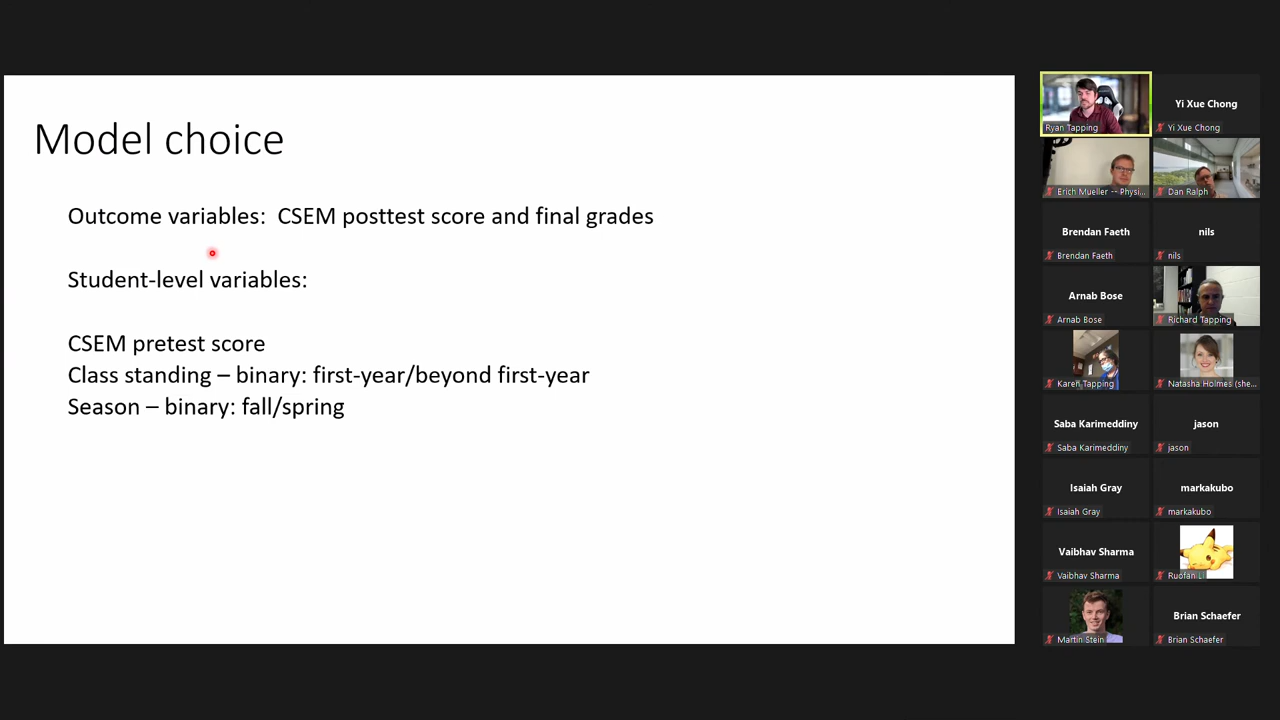 Model choice
Outcome variables:  CSEM posttest score and final grades
Student-level variables:
CSEM pretest score
Class standing – binary: first-year/beyond first-year
Season – binary: fall/spring
Ryan Tapping
Yi Xue Chong
Yi Xue Chong
Erich Mueller -- Physi...
Dan Ralph
Brendan Faeth
Brendan Faeth
nils
nils
Arnab Bose
Arnab Bose
Richard Tapping
Karen Tapping
Natasha Holmes (she...
Saba Karimeddiny
Saba Karimeddiny
jason
jason
Isaiah Gray
Isaiah Gray
markakubo
markakubo
Vaibhav Sharma
Vaibhav Sharma
Ruofan Li
Martin Stein
Brian Schaefer
Brian Schaefer